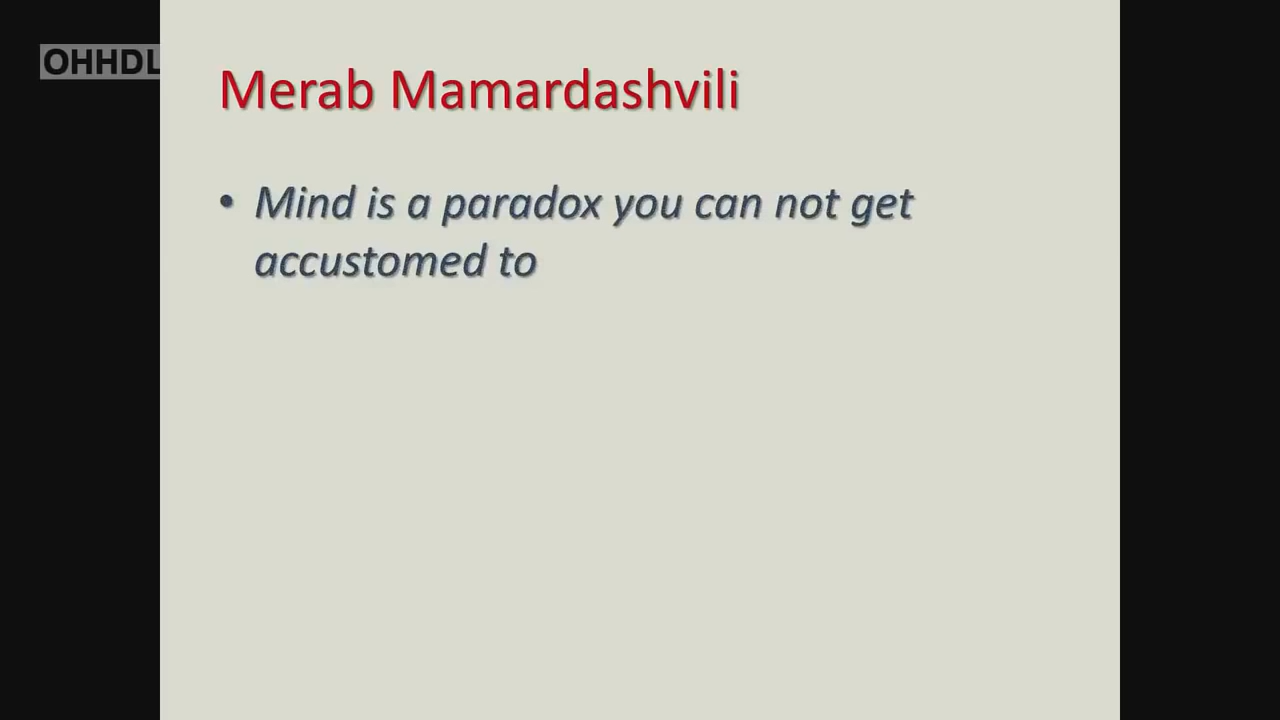 OHHDL
Merab Mamardashvili
• Mind is a paradox you can not get
accustomed to